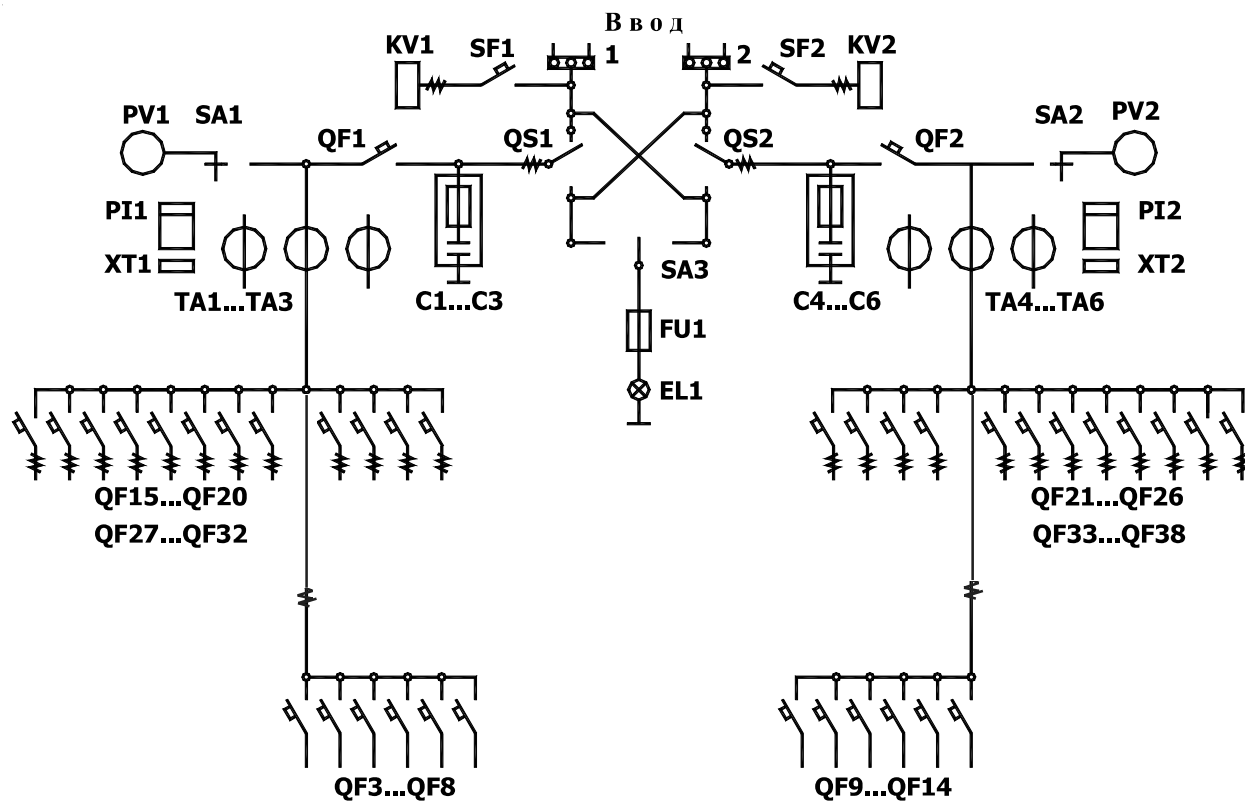 Ввод
KV1 SF1 1 2 SF2 KV2
PV1 SA1 QF1 QS1 QS2 QF2 SA2 PV2
PI1 PI2
XT1 SA3 XT2
TA1...TA3 C1...C3 C4...C6 TA4...TA6
FU1
EL1
QF15...QF20 QF21...QF26
QF27...QF32 QF33...QF38
QF3...QF8 QF9...QF14